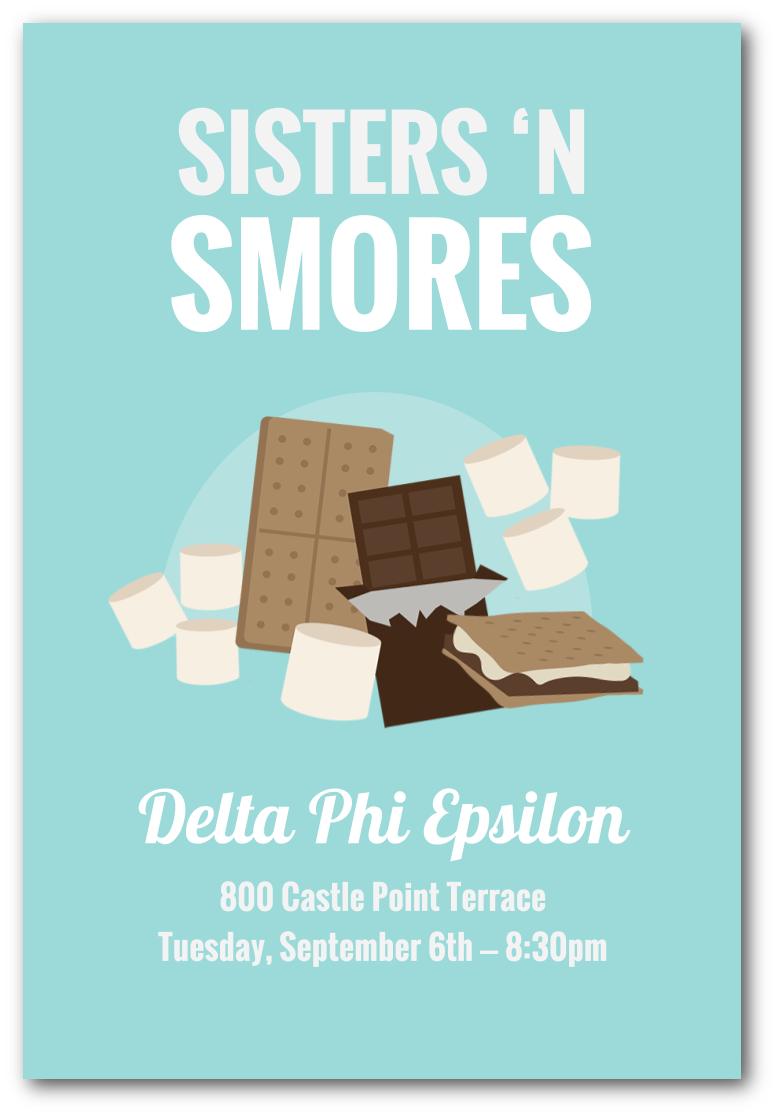 SISTERS ‘N
SMORES
Delta Phi Epsilon
800 Castle Point Terrace
Tuesday, September 6th – 8:30pm